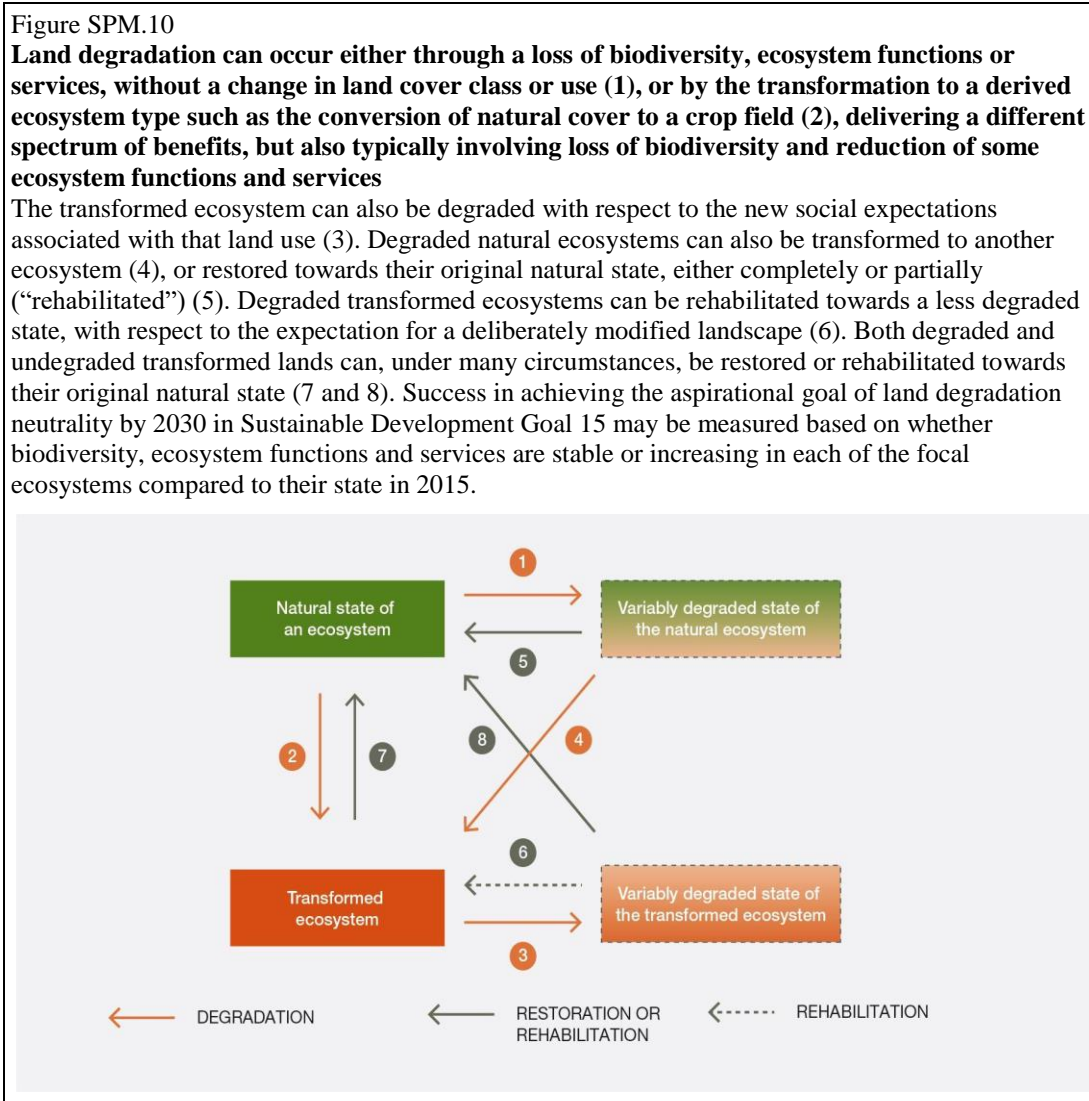 Figure SPM.10
Land degradation can occur either through a loss of biodiversity, ecosystem functions or
services, without a change in land cover class or use (1), or by the transformation to a derived
ecosystem type such as the conversion of natural cover to a crop field (2), delivering a different
spectrum of benefits, but also typically involving loss of biodiversity and reduction of some
ecosystem functions and services
The transformed ecosystem can also be degraded with respect to the new social expectations
associated with that land use (3). Degraded natural ecosystems can also be transformed to another
ecosystem (4), or restored towards their original natural state, either completely or partially
(“rehabilitated”) (5). Degraded transformed ecosystems can be rehabilitated towards a less degraded
state, with respect to the expectation for a deliberately modified landscape (6). Both degraded and
undegraded transformed lands can, under many circumstances, be restored or rehabilitated towards
their original natural state (7 and 8). Success in achieving the aspirational goal of land degradation
neutrality by 2030 in Sustainable Development Goal 15 may be measured based on whether
biodiversity, ecosystem functions and services are stable or increasing in each of the focal
ecosystems compared to their state in 2015.
1
Natural state of
an ecosystem
Variably degraded state of
the natural ecosystem
5
2
7
8
4
6
Transformed
ecosystem
Variably degraded state of
the transformed ecosystem
3
DEGRADATION
RESTORATION OR
REHABILITATION
REHABILITATION